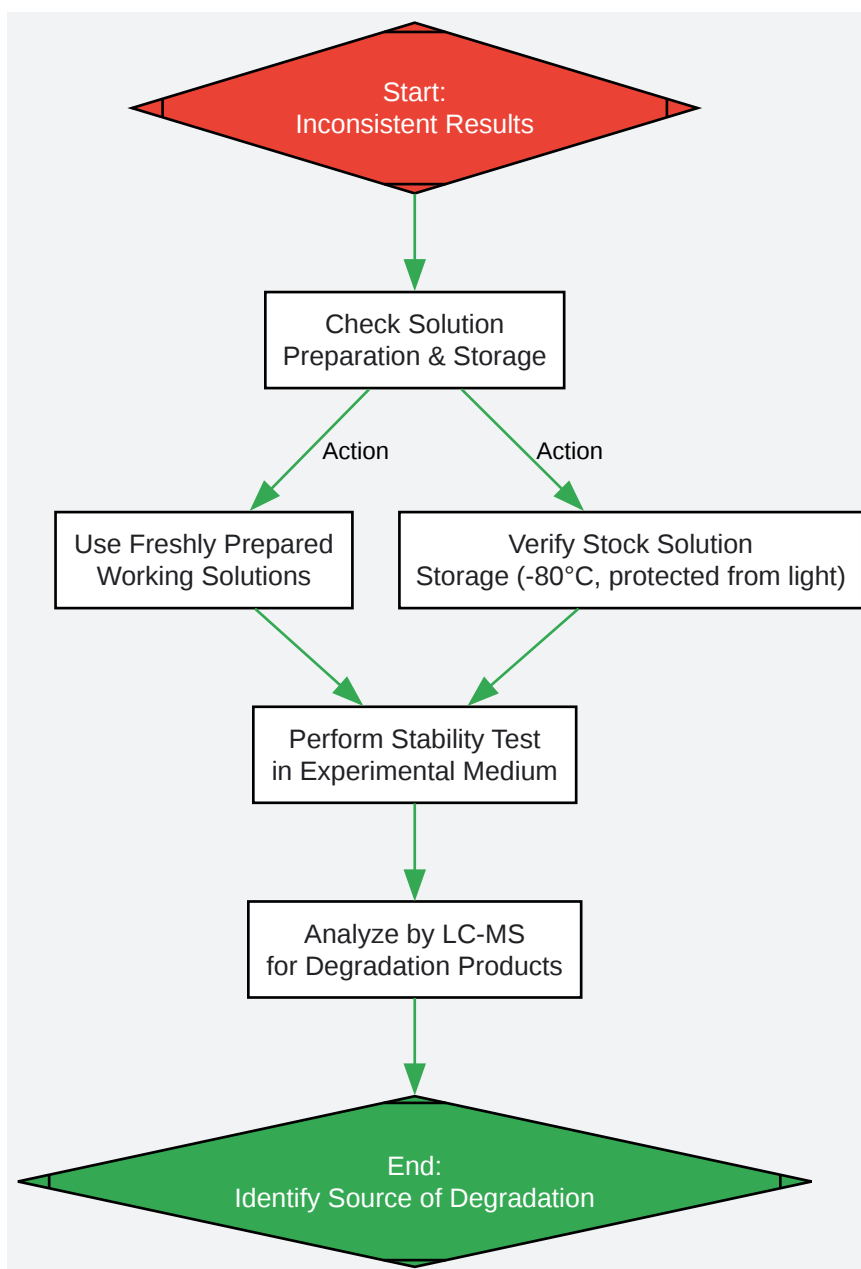 Start:
Inconsistent Results
Check Solution
Preparation & Storage
Action
Action
Use Freshly Prepared
Working Solutions
Verify Stock Solution
Storage (-80°C, protected from light)
Perform Stability Test
in Experimental Medium
Analyze by LC-MS
for Degradation Products
End:
Identify Source of Degradation